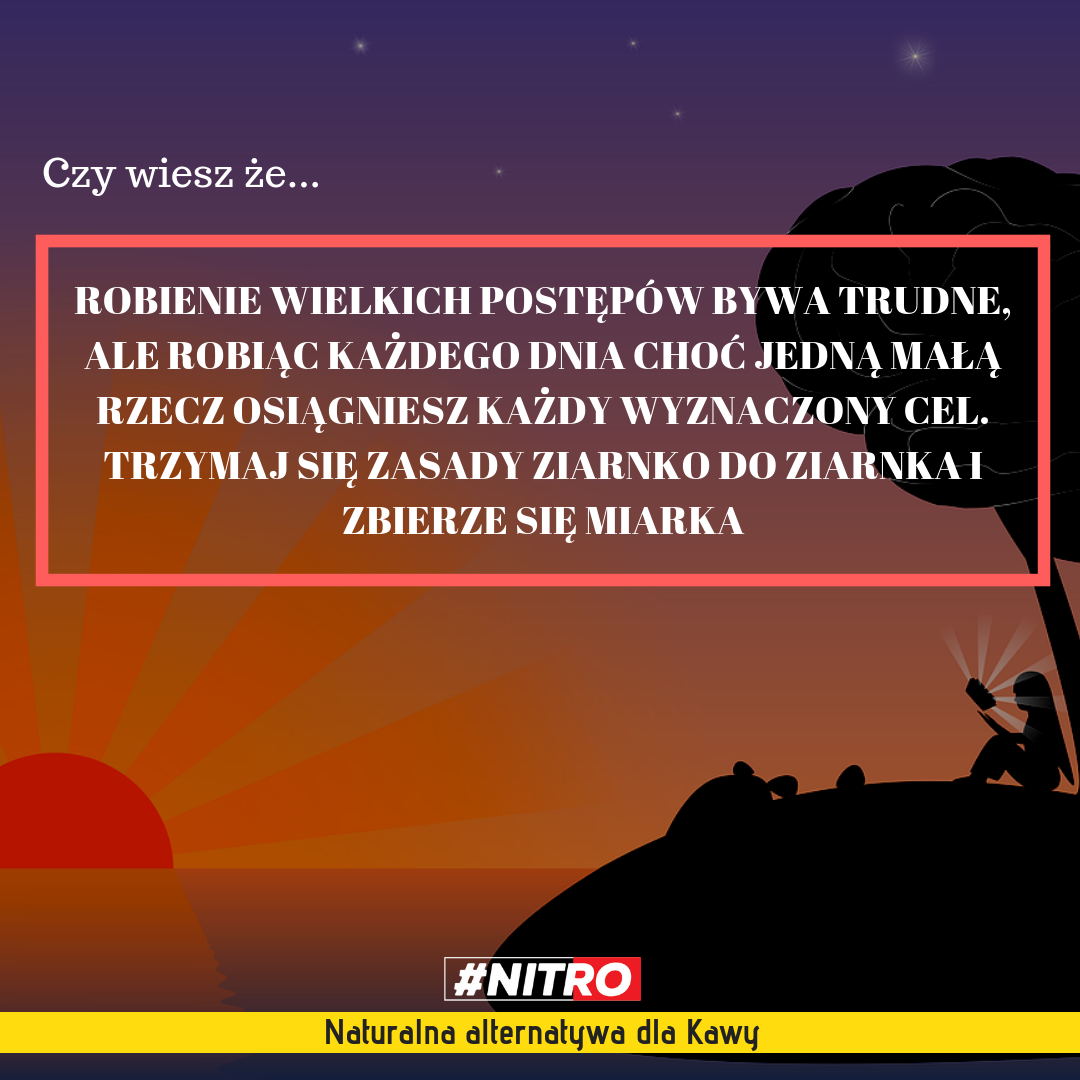 Czy wiesz że...
ROBIENIE WIELKICH POSTĘPÓW BYWA TRUDNE,
ALE ROBIĄC KAŻDEGO DNIA CHOĆ JEDNĄ MAŁĄ
RZECZ OSIĄGNIESZ KAŻDY WYZNACZONY CEL.
TRZYMAJ SIĘ ZASADY ZIARNKO DO ZIARNKA I
ZBIERZE SIĘ MIARKA
#NITRO
Naturalna alternatywa dla Kawy